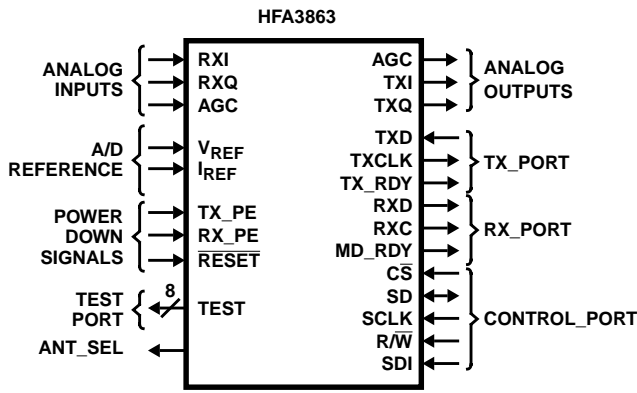 HFA3863
ANALOG
INPUTS
RXI
RXQ
AGC
A/D
REFERENCE
VREF
IREF
POWER
DOWN
SIGNALS
TX_PE
RX_PE
RESET
TEST
PORT
8
TEST
ANT_SEL
AGC
TXI
TXQ
ANALOG
OUTPUTS
TXD
TXCLK
TX_RDY
TX_PORT
RXD
RXC
MD_RDY
RX_PORT
CS
SD
SCLK
R/W
SDI
CONTROL_PORT